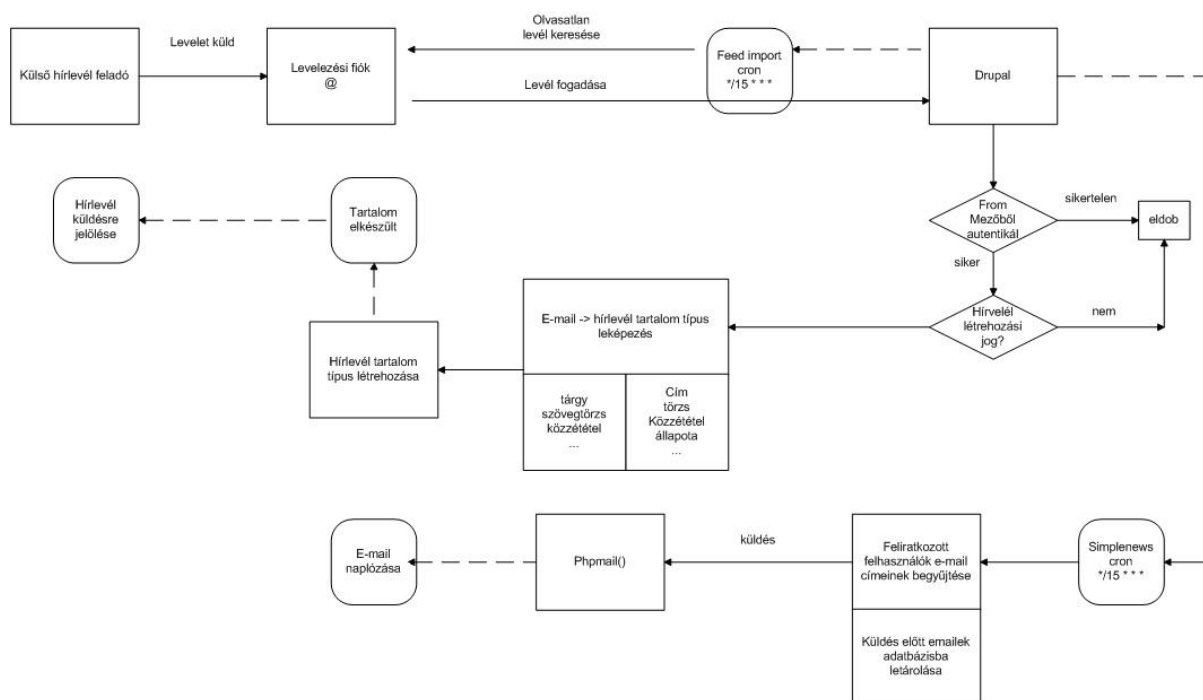 Külső hírlevél feladó
Levelet küld
Levelezési fiók
@
Olvasatlan
levél keresése
Levél fogadása
Feed import
cron
*/15 * * *
Drupal
Hírlevél
küldésre
jelölése
Tartalom
elkészült
From
Mezőből
autentikál
sikertelen
eldob
siker
E-mail -> hírlevél tartalom típus
leképezés
Hírvelél
létrehozási
jog?
nem
Hírlevél tartalom
típus létrehozása
tárgy
szövegtörzs
közzététel
...
Cím
törzs
Közzététel
állapota
...
E-mail
naplózása
Phpmail()
küldés
Feliratkozott
felhasználók e-mail
címeinek begyűjtése
Simplenews
cron
*/15 * * *
Küldés előtt emailek
adatbázisba
letárolása